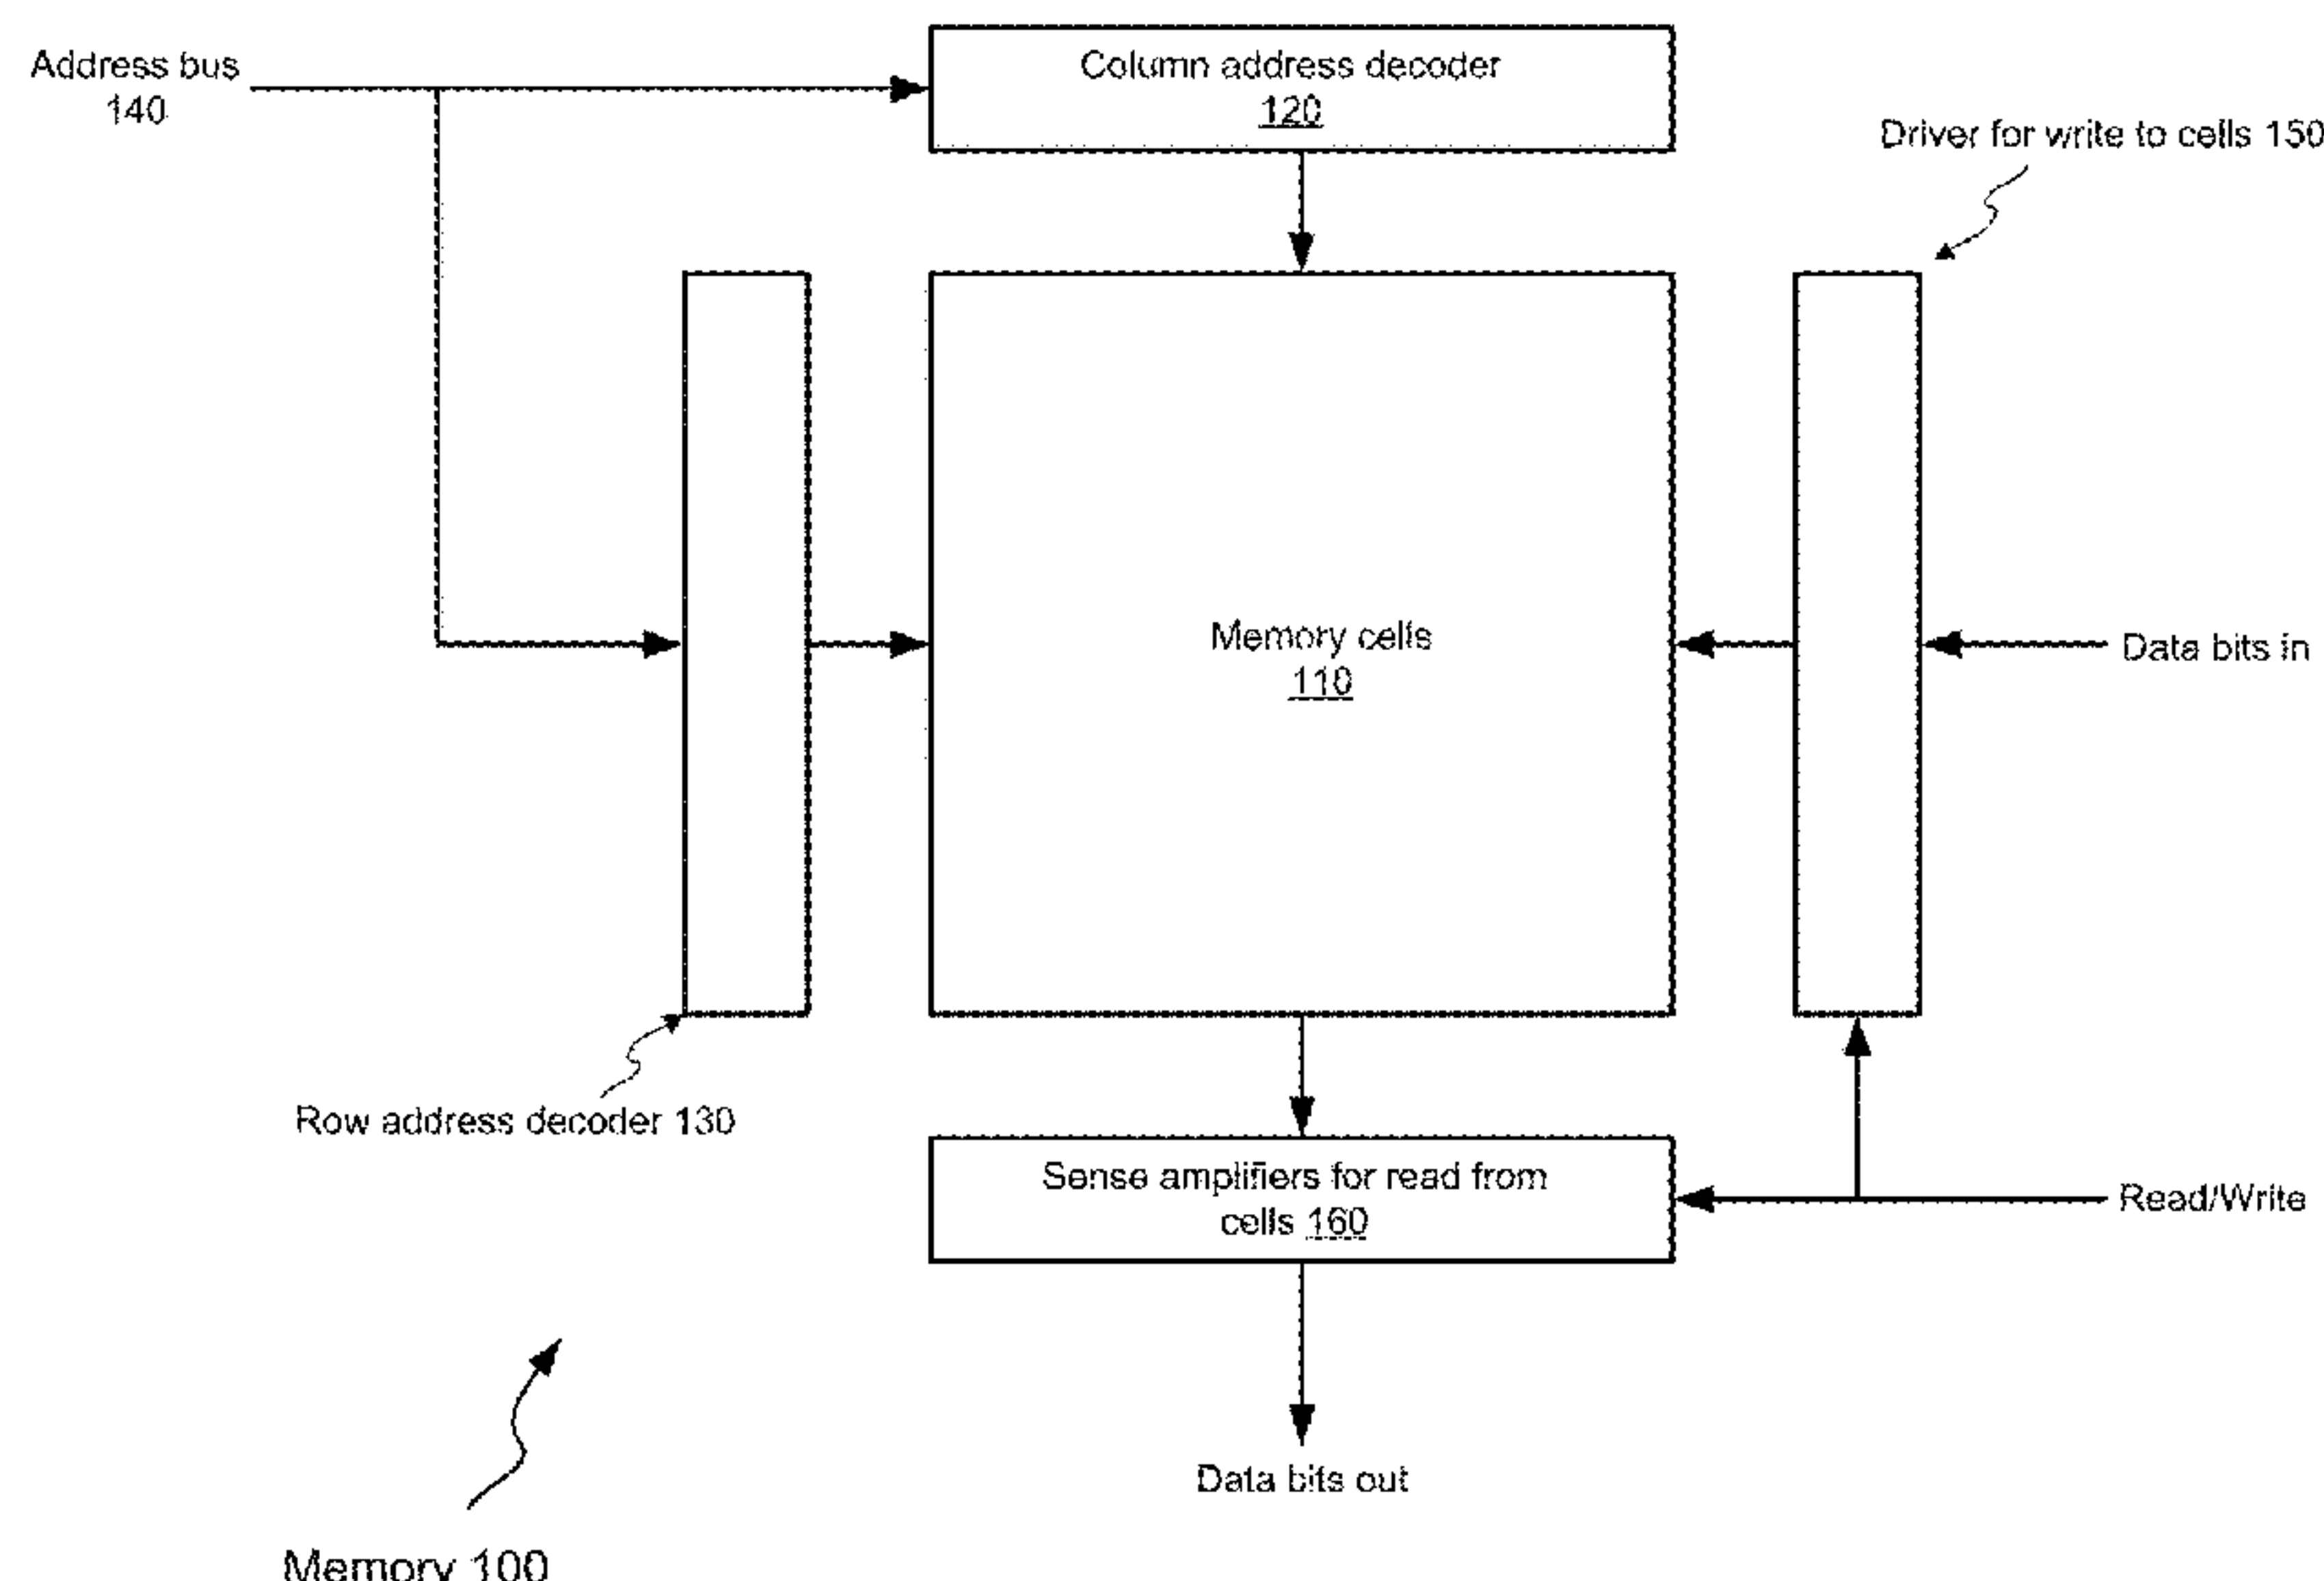 Address bus
140
Column address decoder
120
Driver for write to cells 150
Memory cells
110
Data bits in
Row address decoder 130
Sense amplifiers for read from
cells 160
Read/Write
Data bits out
Memory 100